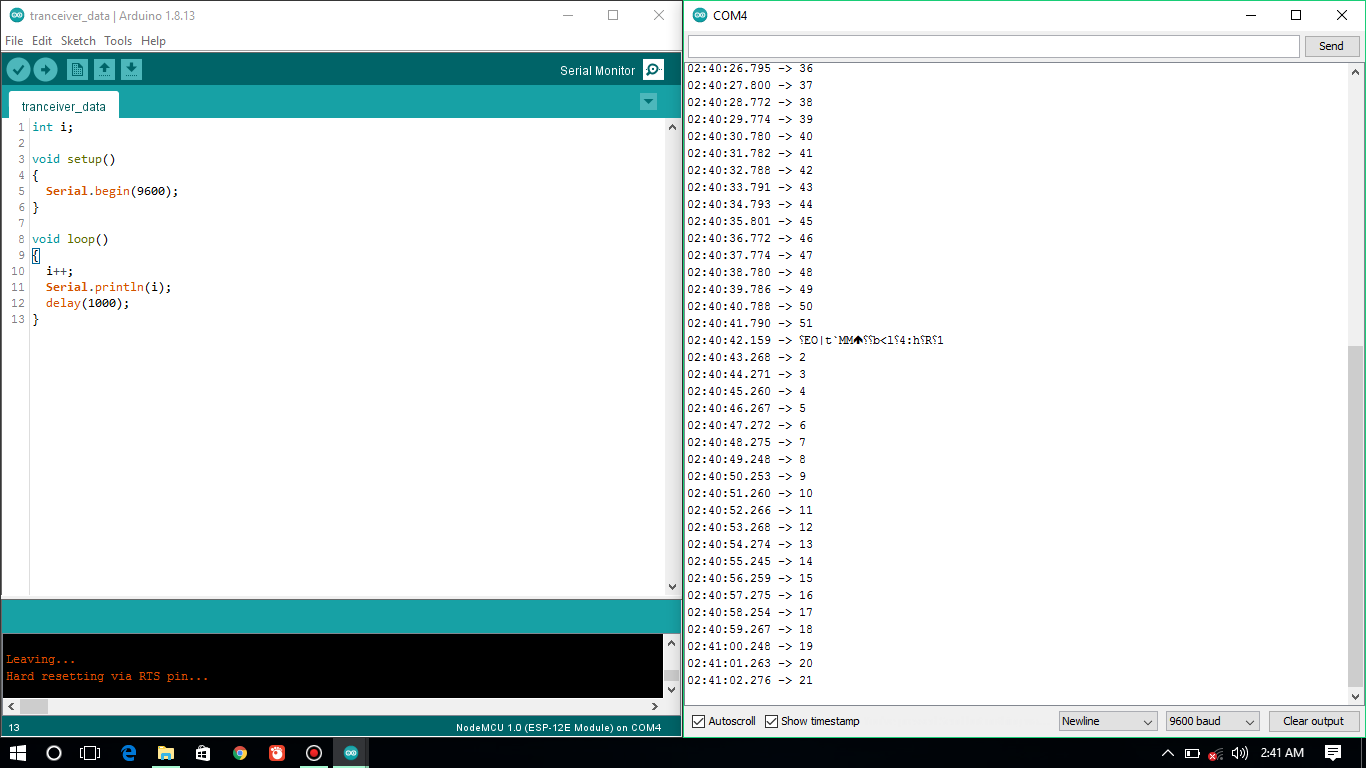 tranceiver_data | Arduino 1.8.13
File Edit Sketch Tools Help
Serial Monitor
tranceiver_data
1 int i;
2
3 void setup()
4 {
5   Serial.begin(9600);
6 }
7
8 void loop()
9 {
10   i++;
11   Serial.println(i);
12   delay(1000);
13 }
Leaving...
Hard resetting via RTS pin...
13 NodeMCU 1.0 (ESP-12E Module) on COM4
COM4
Send
02:40:26.795 -> 36
02:40:27.800 -> 37
02:40:28.772 -> 38
02:40:29.774 -> 39
02:40:30.780 -> 40
02:40:31.782 -> 41
02:40:32.788 -> 42
02:40:33.791 -> 43
02:40:34.793 -> 44
02:40:35.801 -> 45
02:40:36.772 -> 46
02:40:37.774 -> 47
02:40:38.780 -> 48
02:40:39.786 -> 49
02:40:40.788 -> 50
02:40:41.790 -> 51
02:40:42.159 -> ⸮EO|t`MM🡅⸮⸮b<l⸮4:h⸮R⸮1
02:40:43.268 -> 2
02:40:44.271 -> 3
02:40:45.260 -> 4
02:40:46.267 -> 5
02:40:47.272 -> 6
02:40:48.275 -> 7
02:40:49.248 -> 8
02:40:50.253 -> 9
02:40:51.260 -> 10
02:40:52.266 -> 11
02:40:53.268 -> 12
02:40:54.274 -> 13
02:40:55.245 -> 14
02:40:56.259 -> 15
02:40:57.275 -> 16
02:40:58.254 -> 17
02:40:59.267 -> 18
02:41:00.248 -> 19
02:41:01.263 -> 20
02:41:02.276 -> 21
Autoscroll Show timestamp Newline 9600 baud Clear output
2:41 AM